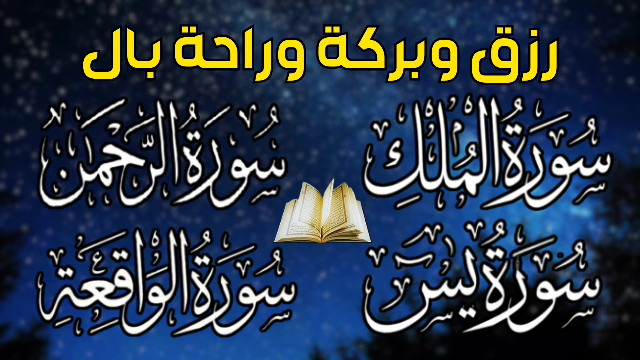 رزق وبركة وراحة بال
سُورَةُ المُلْكِ
سُورَةُ الرَّحْمَٰن
سُورَةُ يسٓ
سُورَةُ الوَاقِعَةِ